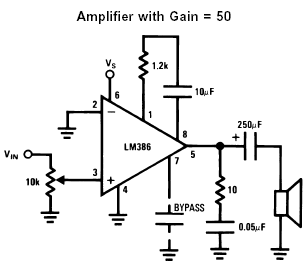 Amplifier with Gain = 50
VS
6
1.2k
10μF
2
−
1
8
LM386
250μF
+
5
VIN
3
+
10k
7
4
10
BYPASS
0.05μF